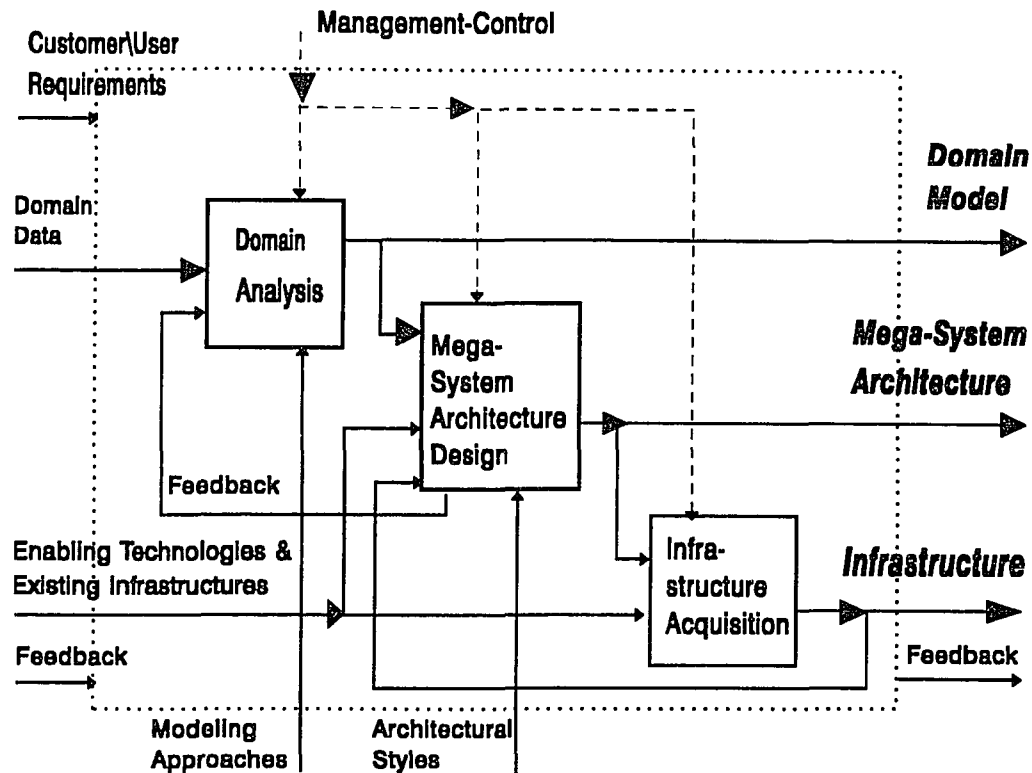 Management-Control
Customer\User
Requirements
Domain
Model
Domain
Data
Domain
Analysis
Mega-System
Architecture
Mega-
System
Architecture
Design
Feedback
Enabling Technologies &
Existing Infrastructures
Infra-
structure
Acquisition
Infrastructure
Feedback
Feedback
Modeling
Approaches
Architectural
Styles